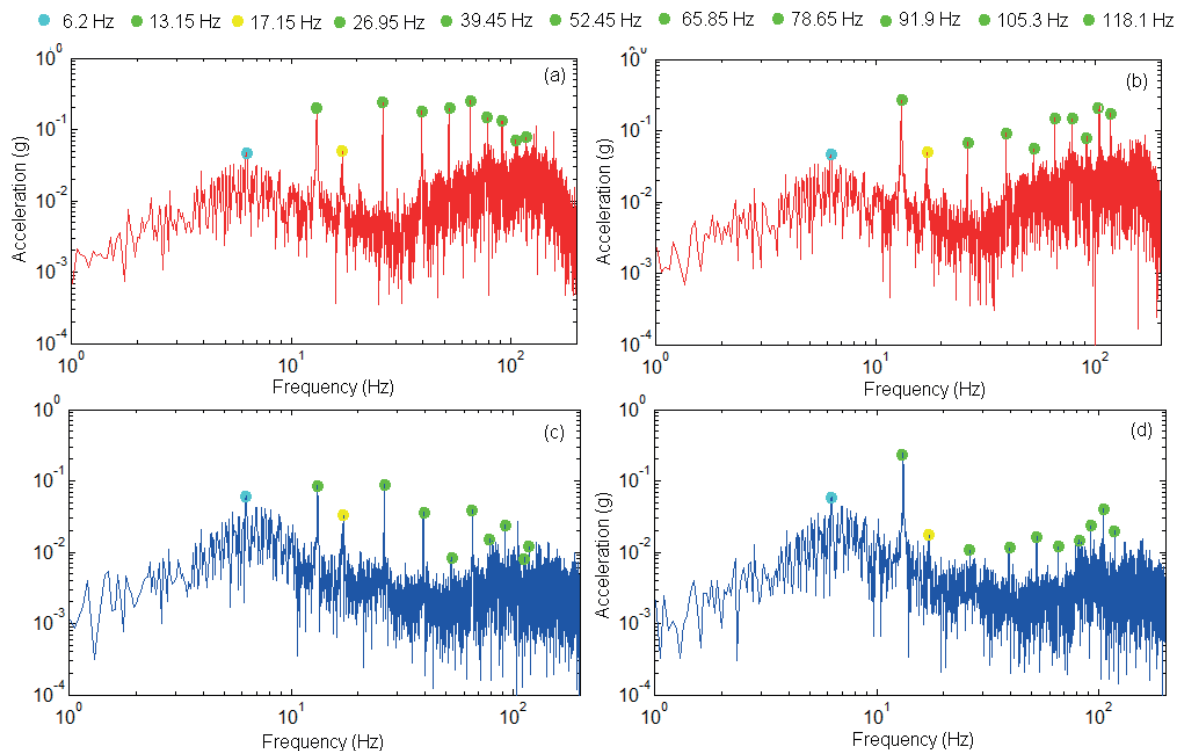 6.2 Hz 13.15 Hz 17.15 Hz 26.95 Hz 39.45 Hz 52.45 Hz 65.85 Hz 78.65 Hz 91.9 Hz 105.3 Hz 118.1 Hz
(a)
10^0
10^-1
10^-2
10^-3
10^-4
Acceleration (g)
10^0 10^1 10^2
Frequency (Hz)
(b)
10^0
10^-1
10^-2
10^-3
10^-4
Acceleration (g)
10^0 10^1 10^2
Frequency (Hz)
(c)
10^0
10^-1
10^-2
10^-3
10^-4
Acceleration (g)
10^0 10^1 10^2
Frequency (Hz)
(d)
10^0
10^-1
10^-2
10^-3
10^-4
Acceleration (g)
10^0 10^1 10^2
Frequency (Hz)